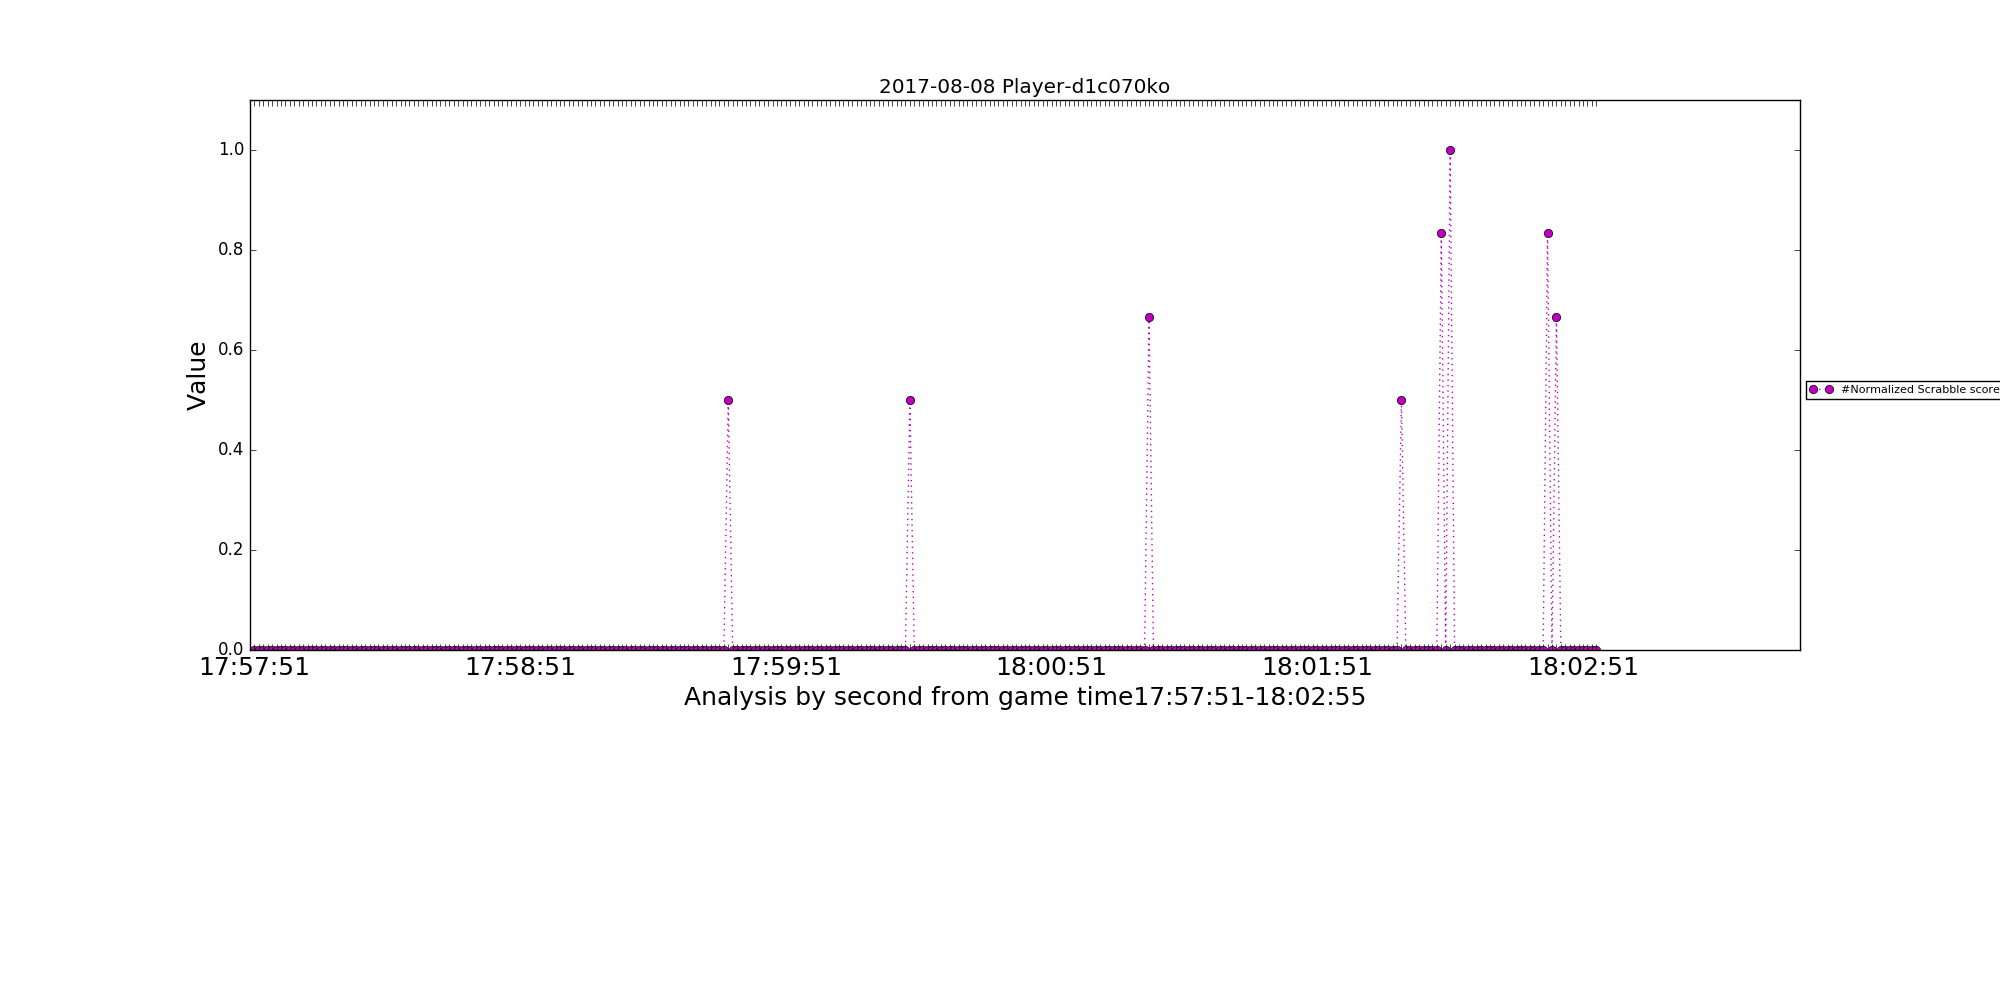 2017-08-08 Player-d1c070ko
1.0
0.8
0.6
0.4
0.2
0.0
Value
#Normalized Scrabble score
17:57:51 17:58:51 17:59:51 18:00:51 18:01:51 18:02:51
Analysis by second from game time17:57:51-18:02:55